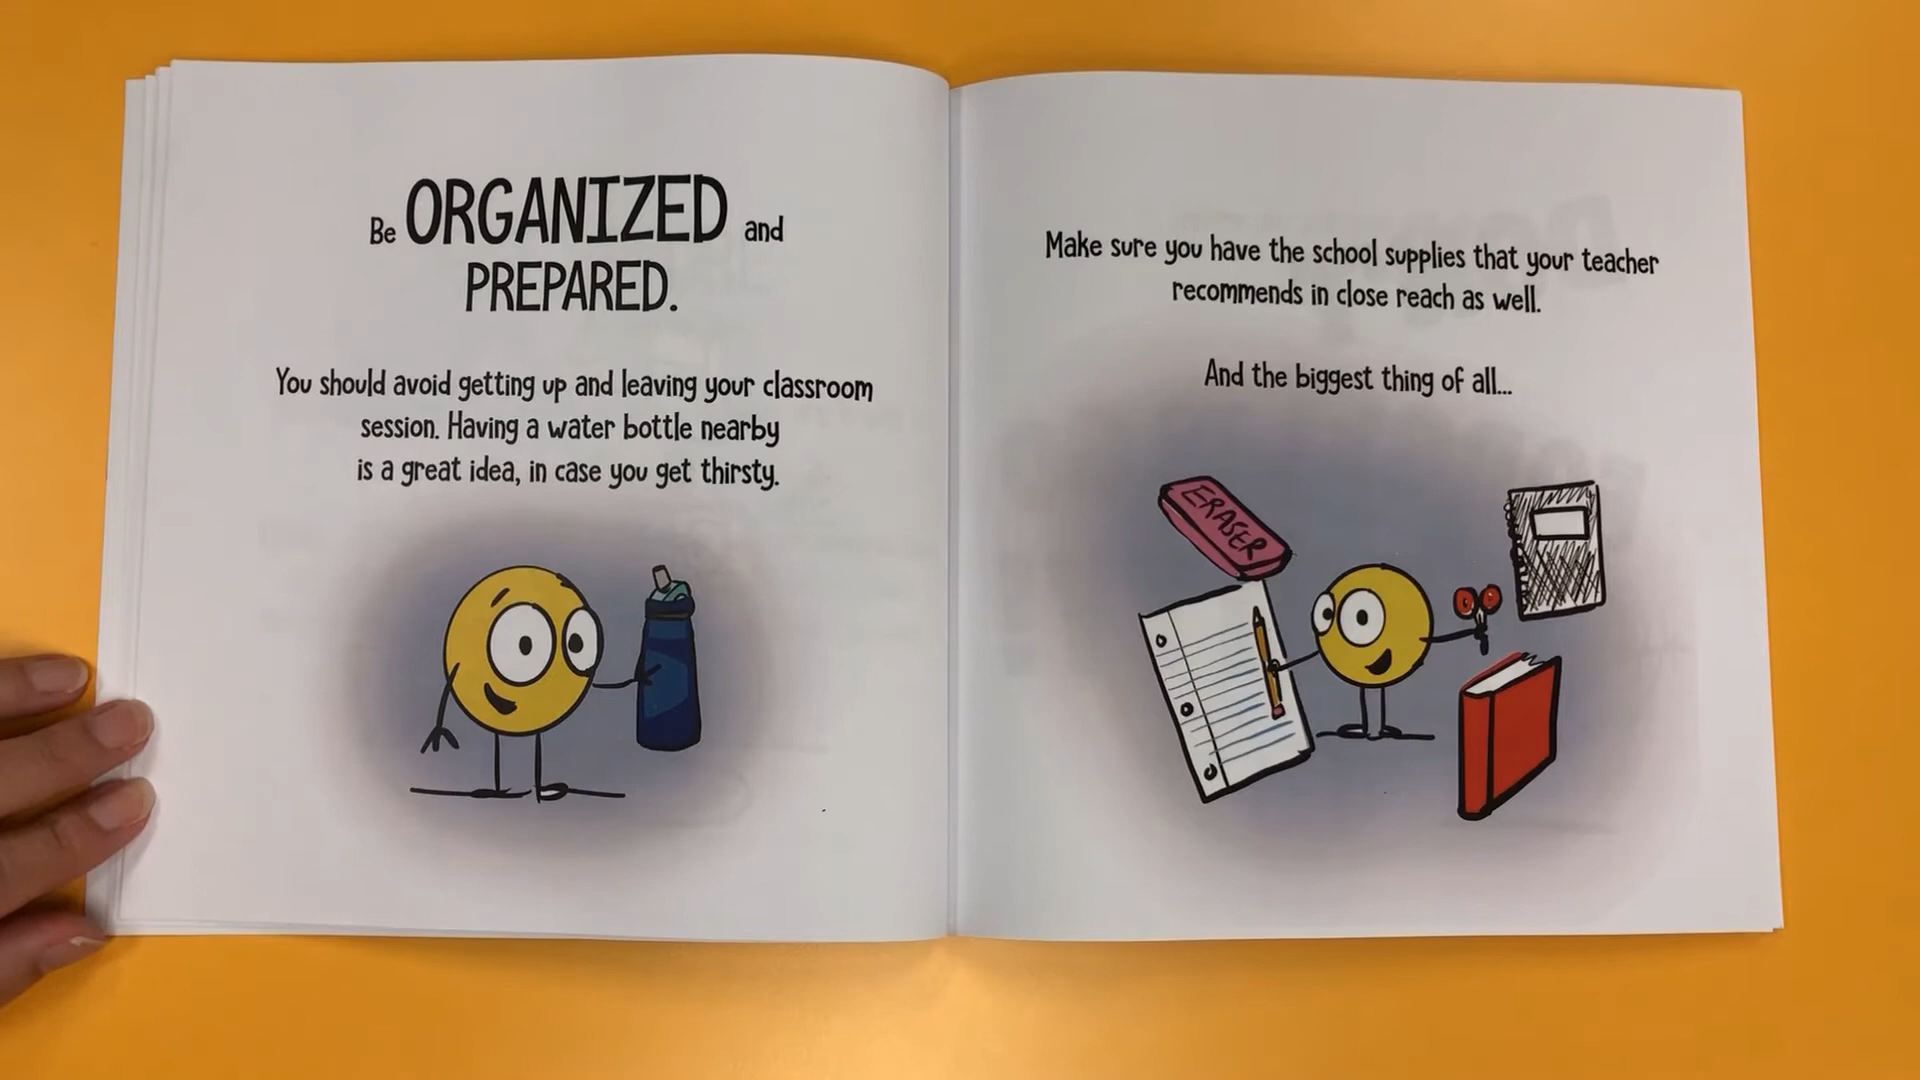 Be ORGANIZED and
PREPARED.
You should avoid getting up and leaving your classroom
session. Having a water bottle nearby
is a great idea, in case you get thirsty.
Make sure you have the school supplies that your teacher
recommends in close reach as well.
And the biggest thing of all...
ERASER